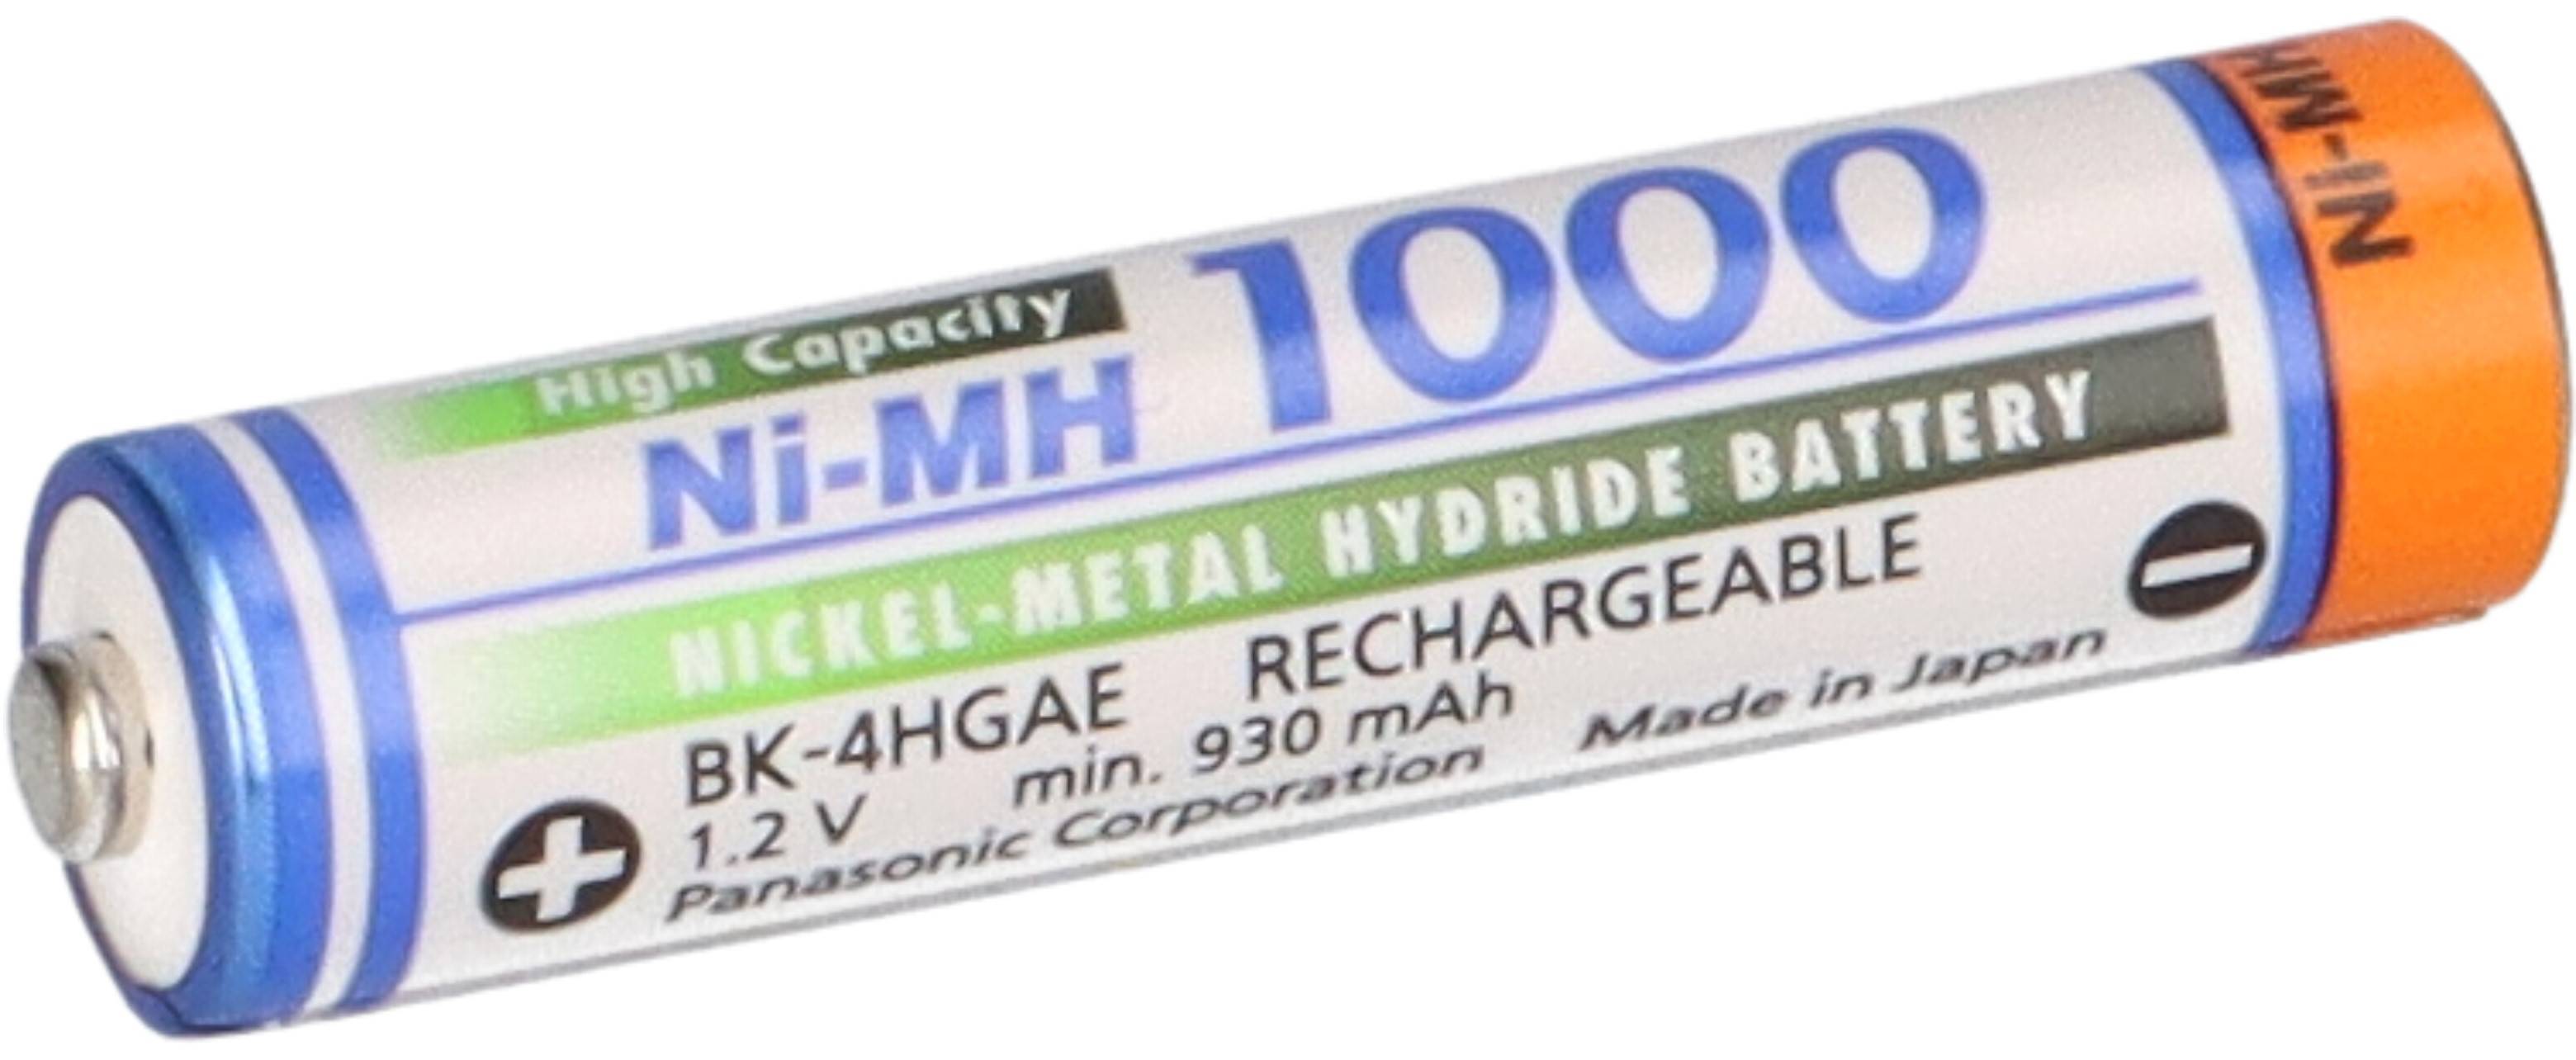 High Capacity
Ni-MH 1000
NICKEL-METAL HYDRIDE BATTERY
BK-4HGAE RECHARGEABLE
1.2 V min. 930 mAh
Panasonic Corporation Made in Japan
Ni-MH